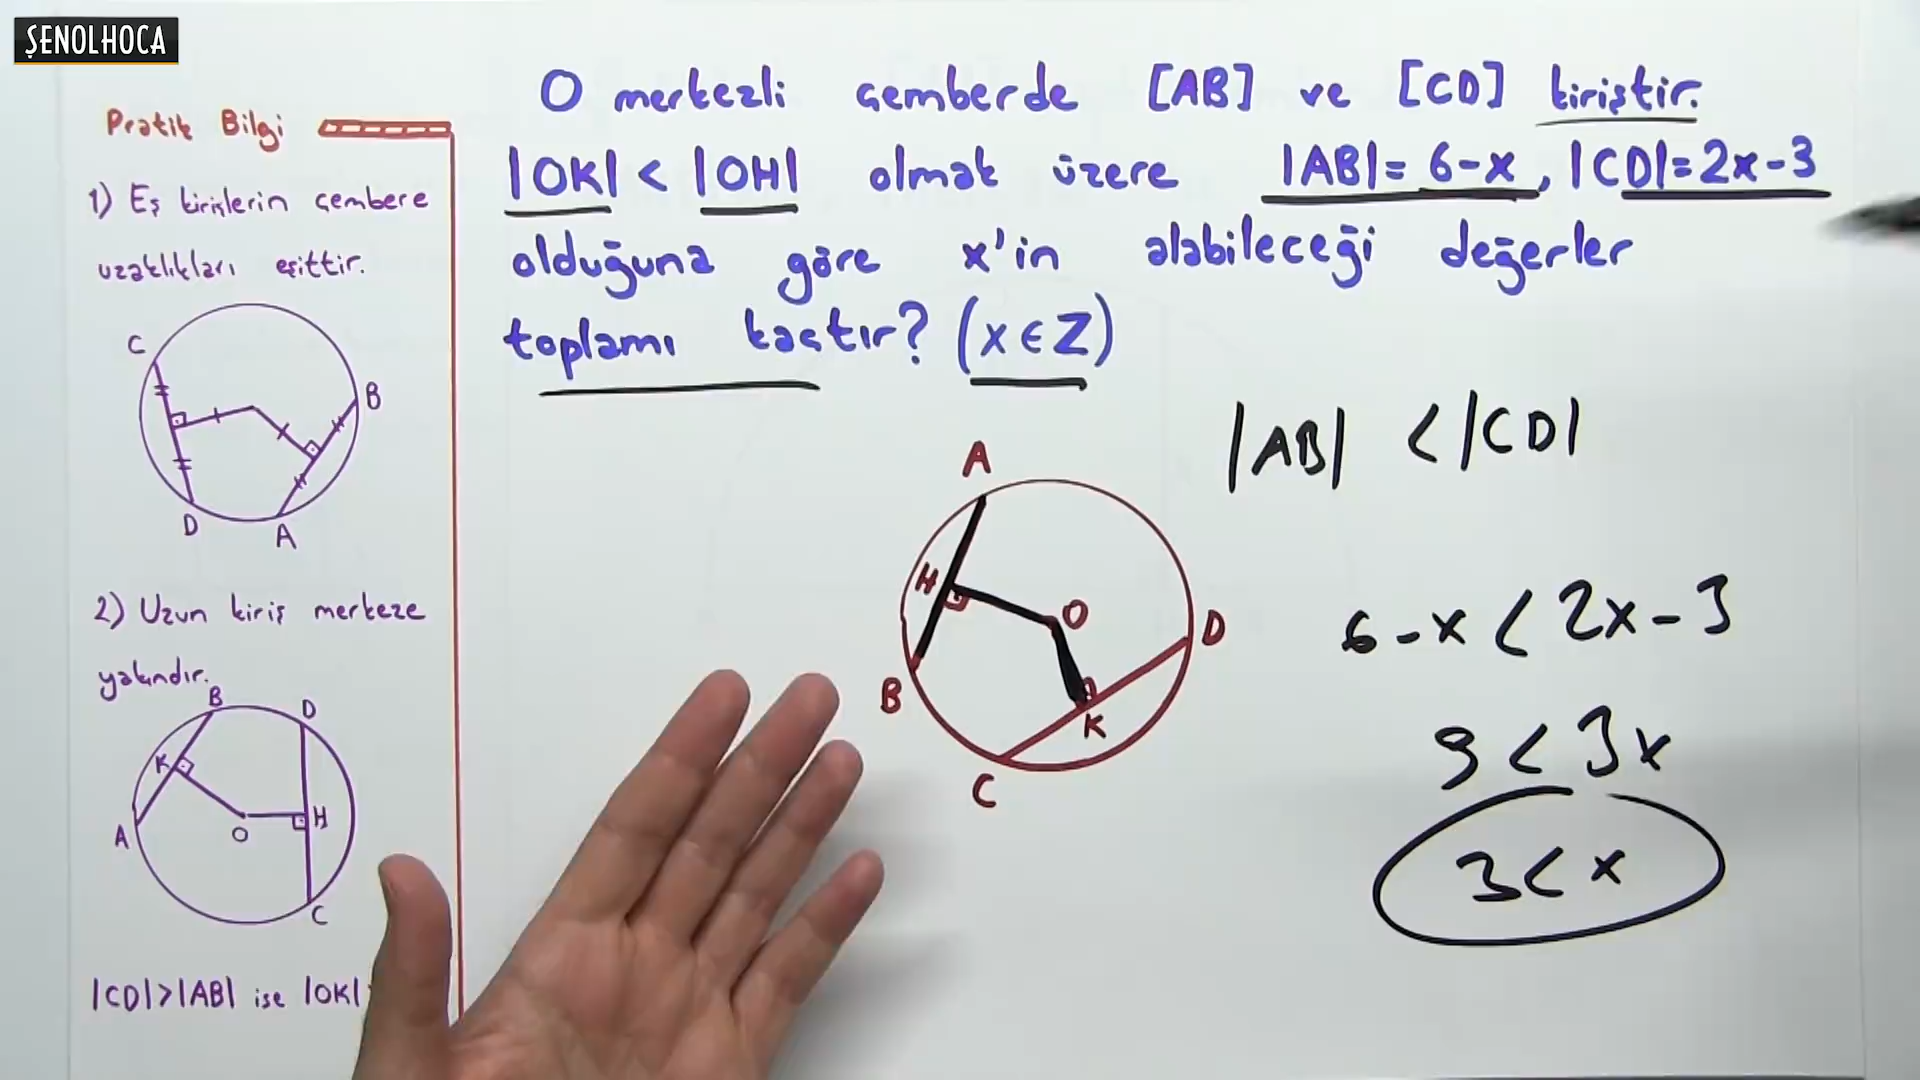 ŞENOLHOCA
Pratik Bilgi
1) Eş kirişlerin çembere
uzaklıkları eşittir.
C
B
D
A
2) Uzun kiriş merkeze
yakındır.
B
D
K
A
O
H
C
|CD|>|AB| ise |OK|
O merkezli çemberde [AB] ve [CD] kiriştir.
|OK| < |OH| olmak üzere |AB|= 6-x, |CD|=2x-3
olduğuna göre x'in alabileceği değerler
toplamı kaçtır? (x∈Z)
A
H
O
D
B
K
C
|AB| < |CD|
6-x < 2x-3
9 < 3x
3 < x